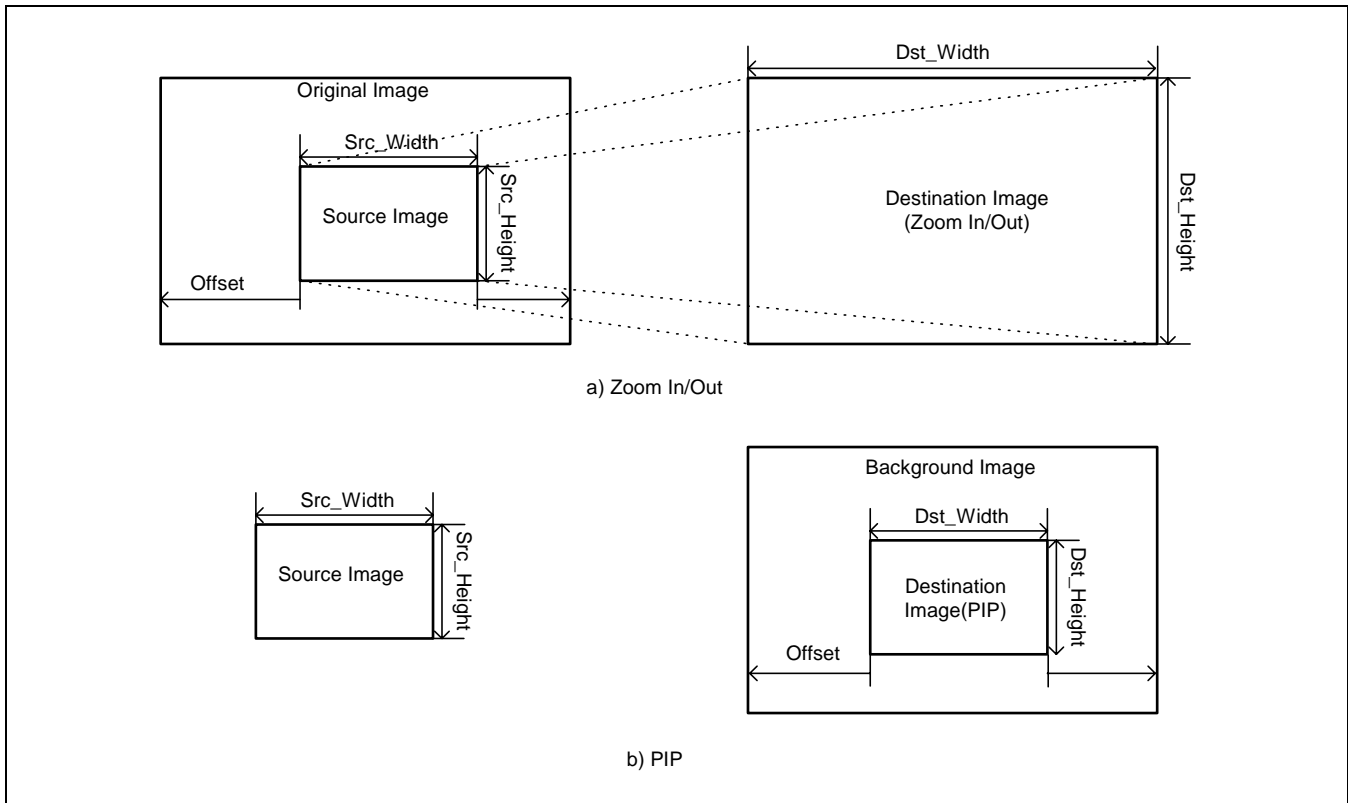 Original Image
Src_Width
Source Image
Src_Height
Offset
Dst_Width
Destination Image
(Zoom In/Out)
Dst_Height
a) Zoom In/Out
Src_Width
Source Image
Src_Height
Background Image
Dst_Width
Destination
Image(PIP)
Dst_Height
Offset
b) PIP